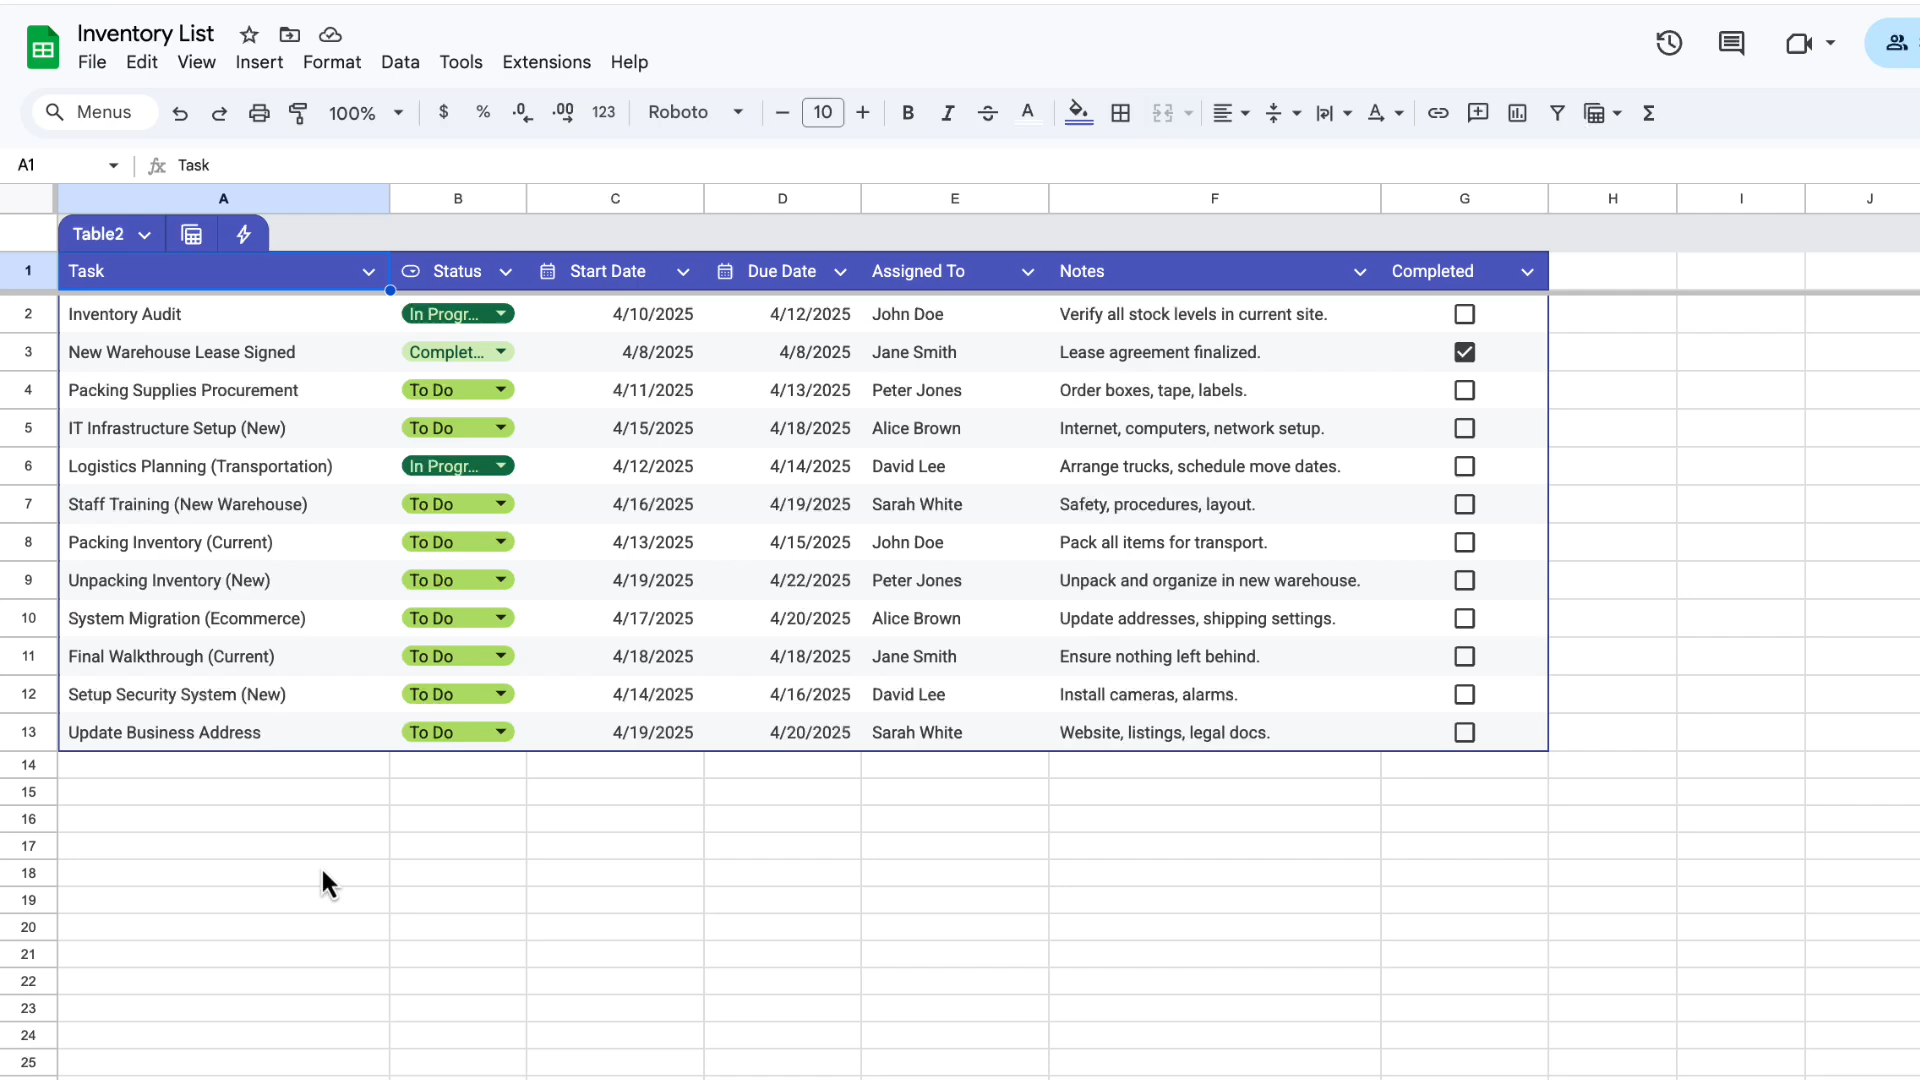 Inventory List
File Edit View Insert Format Data Tools Extensions Help
Menus 100% $ % .0 .00 123 Roboto 10 B I S A A Σ
A1 fx Task
A B C D E F G H I J
Table2
1 Task Status Start Date Due Date Assigned To Notes Completed
2 Inventory Audit In Progr... 4/10/2025 4/12/2025 John Doe Verify all stock levels in current site.
3 New Warehouse Lease Signed Complet... 4/8/2025 4/8/2025 Jane Smith Lease agreement finalized.
4 Packing Supplies Procurement To Do 4/11/2025 4/13/2025 Peter Jones Order boxes, tape, labels.
5 IT Infrastructure Setup (New) To Do 4/15/2025 4/18/2025 Alice Brown Internet, computers, network setup.
6 Logistics Planning (Transportation) In Progr... 4/12/2025 4/14/2025 David Lee Arrange trucks, schedule move dates.
7 Staff Training (New Warehouse) To Do 4/16/2025 4/19/2025 Sarah White Safety, procedures, layout.
8 Packing Inventory (Current) To Do 4/13/2025 4/15/2025 John Doe Pack all items for transport.
9 Unpacking Inventory (New) To Do 4/19/2025 4/22/2025 Peter Jones Unpack and organize in new warehouse.
10 System Migration (Ecommerce) To Do 4/17/2025 4/20/2025 Alice Brown Update addresses, shipping settings.
11 Final Walkthrough (Current) To Do 4/18/2025 4/18/2025 Jane Smith Ensure nothing left behind.
12 Setup Security System (New) To Do 4/14/2025 4/16/2025 David Lee Install cameras, alarms.
13 Update Business Address To Do 4/19/2025 4/20/2025 Sarah White Website, listings, legal docs.
14
15
16
17
18
19
20
21
22
23
24
25